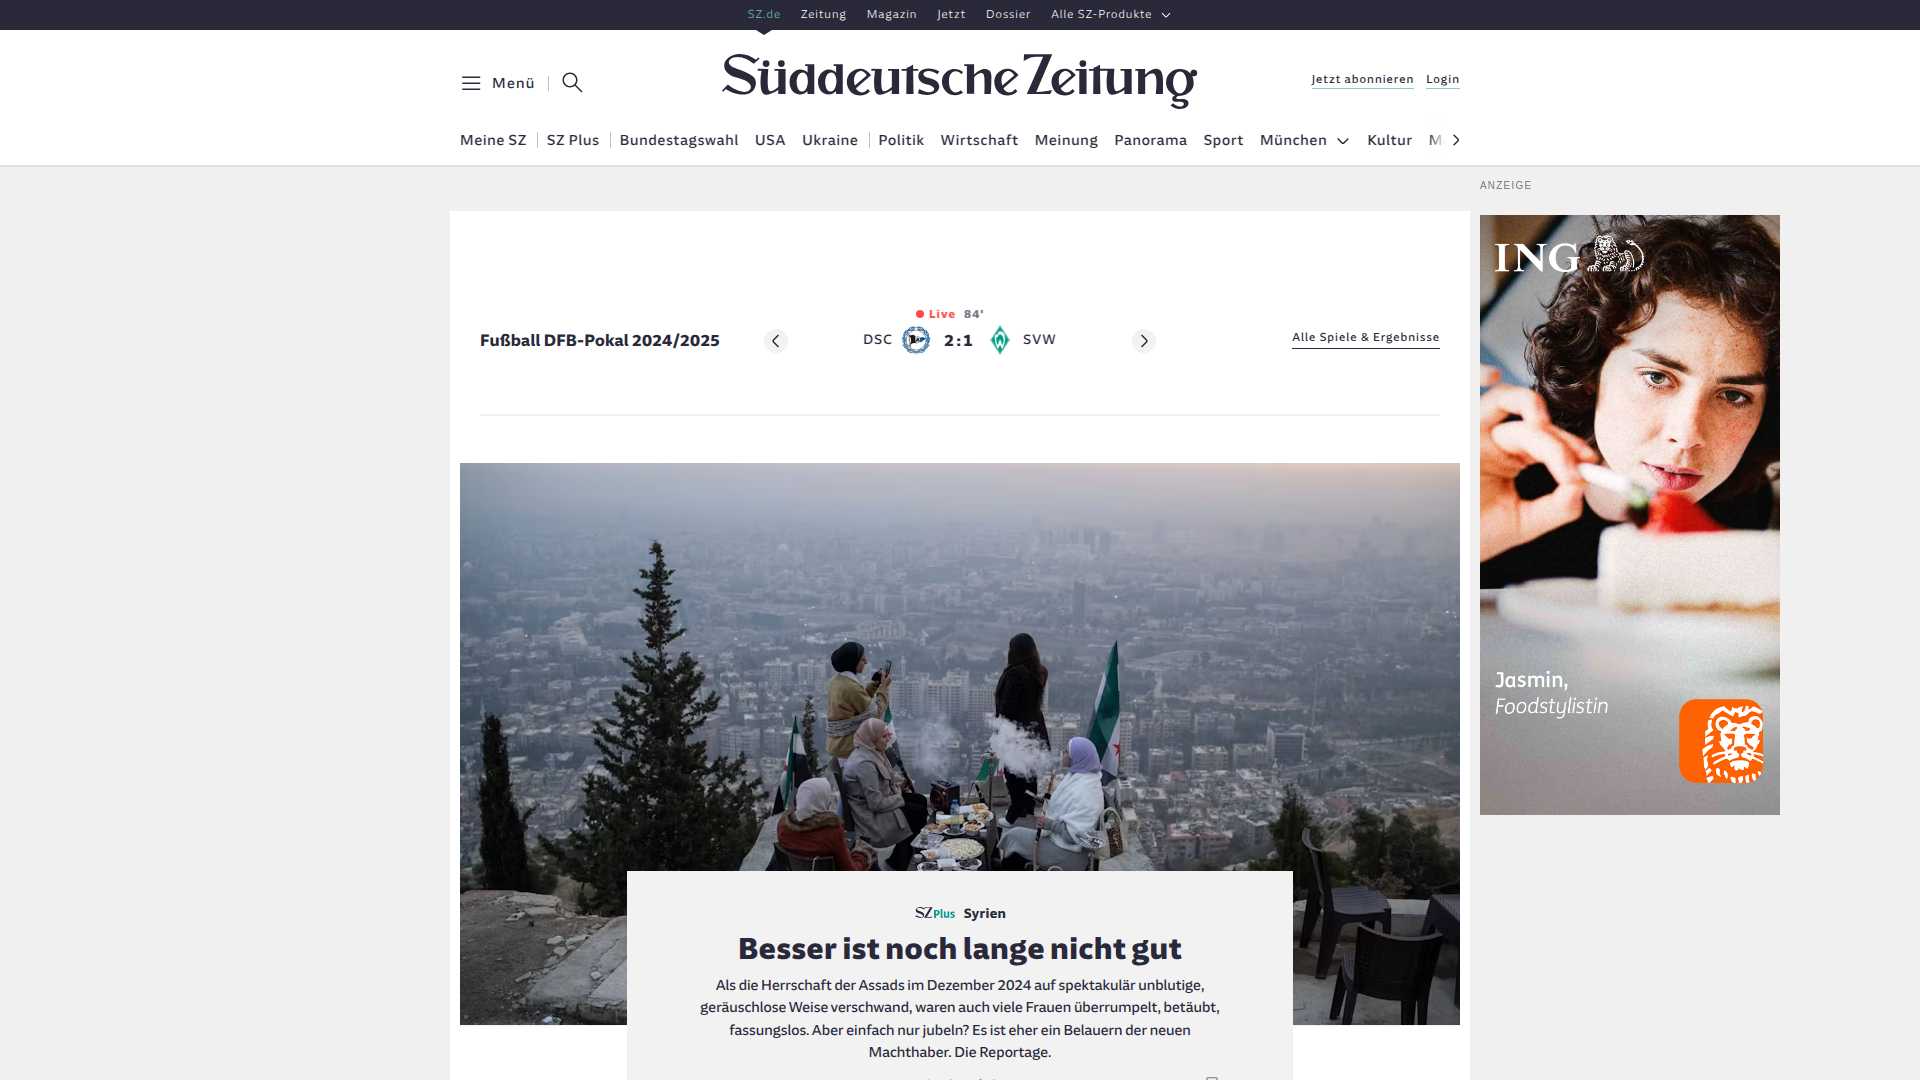 SZ.de Zeitung Magazin Jetzt Dossier Alle SZ-Produkte
Menü
Süddeutsche Zeitung
Jetzt abonnieren Login
Meine SZ SZ Plus Bundestagswahl USA Ukraine Politik Wirtschaft Meinung Panorama Sport München Kultur M
ANZEIGE
Live 84'
Fußball DFB-Pokal 2024/2025
DSC 2:1 SVW
Alle Spiele & Ergebnisse
ING
Jasmin,
Foodstylistin
SZ Plus Syrien
Besser ist noch lange nicht gut
Als die Herrschaft der Assads im Dezember 2024 auf spektakulär unblutige,
geräuschlose Weise verschwand, waren auch viele Frauen überrumpelt, betäubt,
fassungslos. Aber einfach nur jubeln? Es ist eher ein Belauern der neuen
Machthaber. Die Reportage.